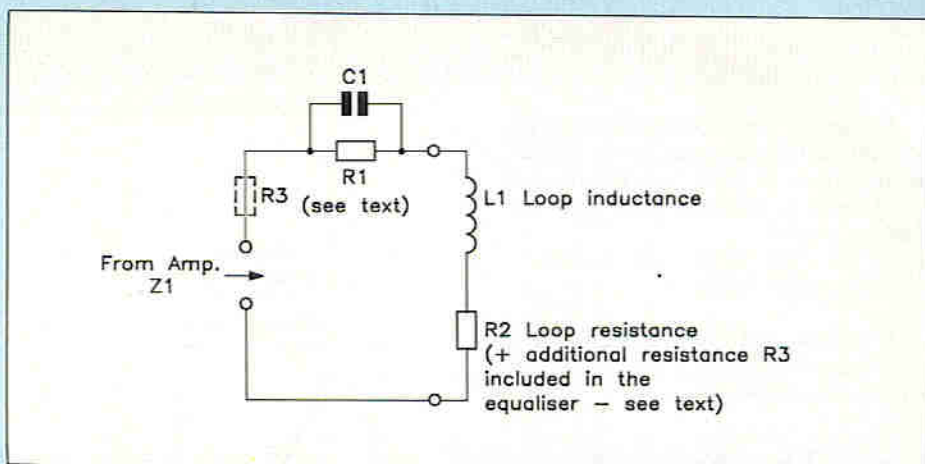 C1
R1
R3
(see text)
L1 Loop inductance
From Amp.
Z1
R2 Loop resistance
(+ additional resistance R3
included in the
equaliser – see text)